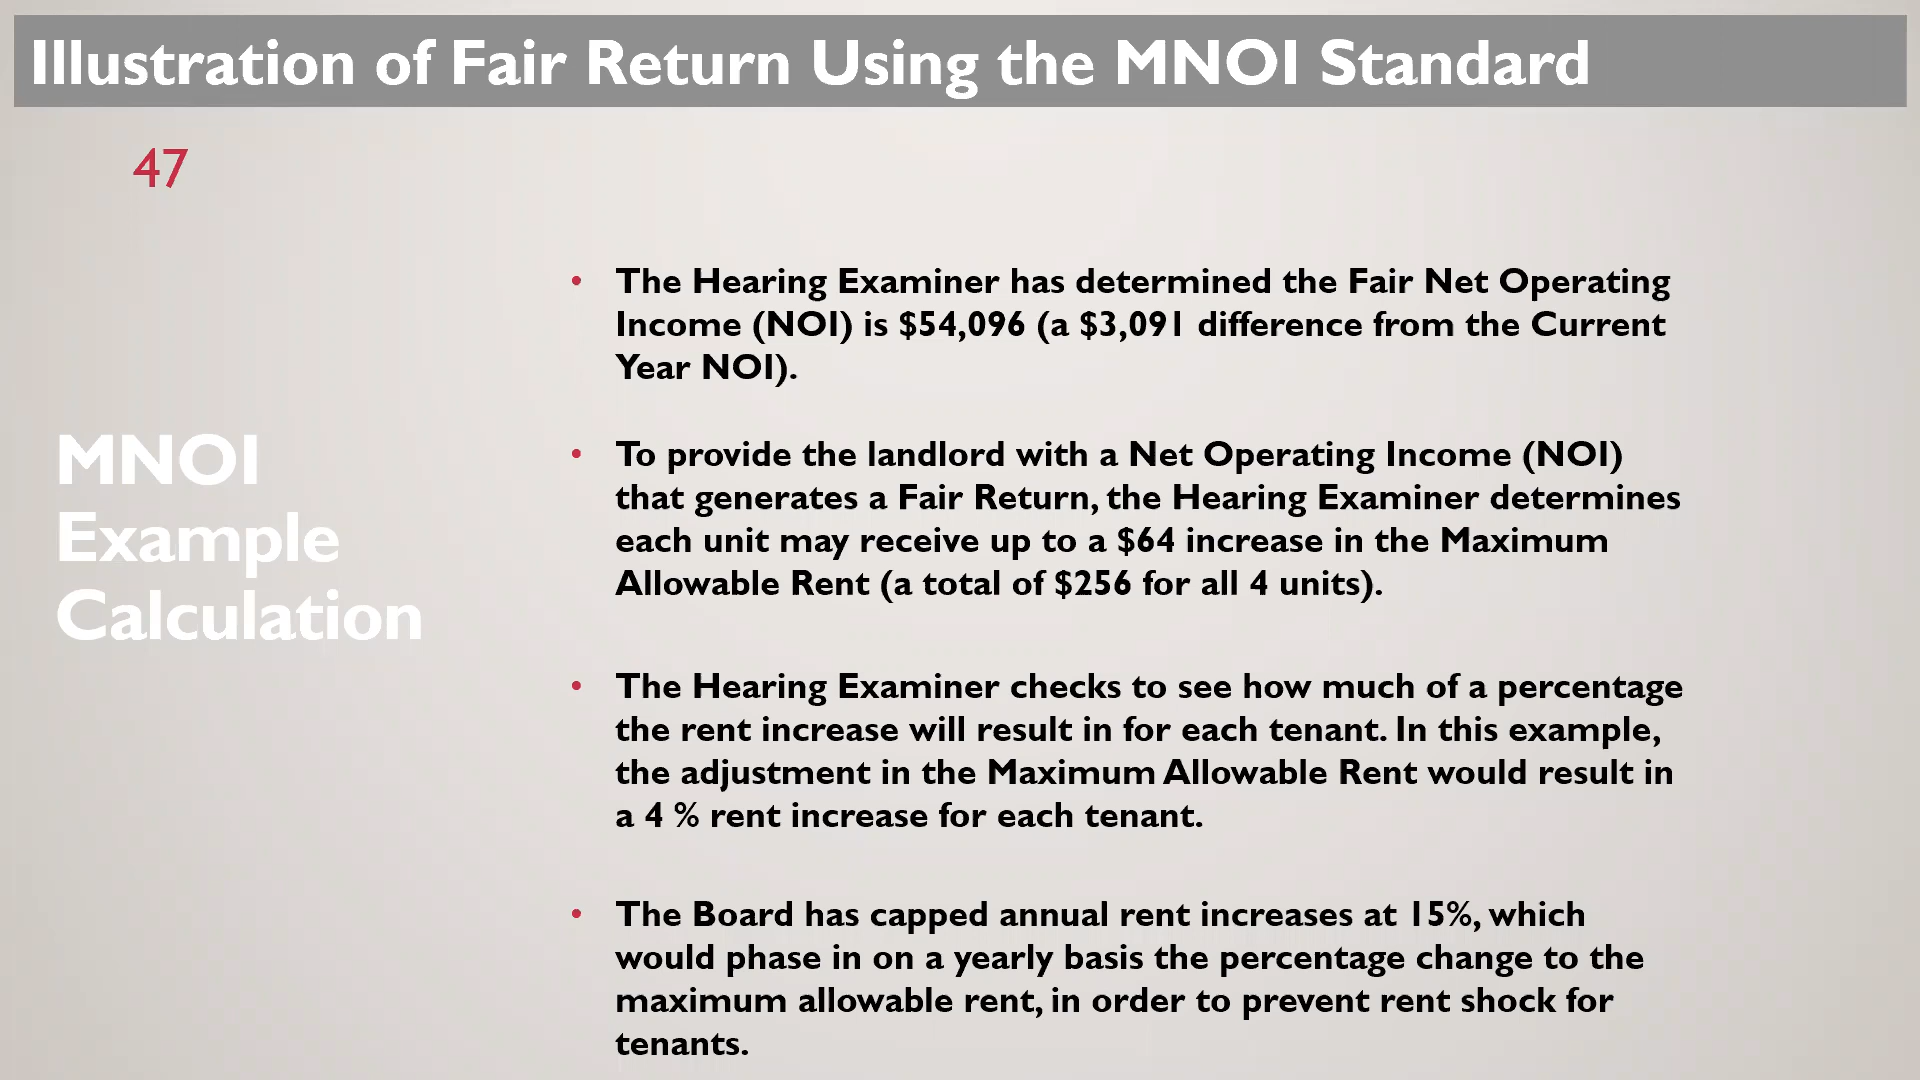 Illustration of Fair Return Using the MNOI Standard
47
MNOI
Example
Calculation
• The Hearing Examiner has determined the Fair Net Operating
Income (NOI) is $54,096 (a $3,091 difference from the Current
Year NOI).
• To provide the landlord with a Net Operating Income (NOI)
that generates a Fair Return, the Hearing Examiner determines
each unit may receive up to a $64 increase in the Maximum
Allowable Rent (a total of $256 for all 4 units).
• The Hearing Examiner checks to see how much of a percentage
the rent increase will result in for each tenant. In this example,
the adjustment in the Maximum Allowable Rent would result in
a 4 % rent increase for each tenant.
• The Board has capped annual rent increases at 15%, which
would phase in on a yearly basis the percentage change to the
maximum allowable rent, in order to prevent rent shock for
tenants.